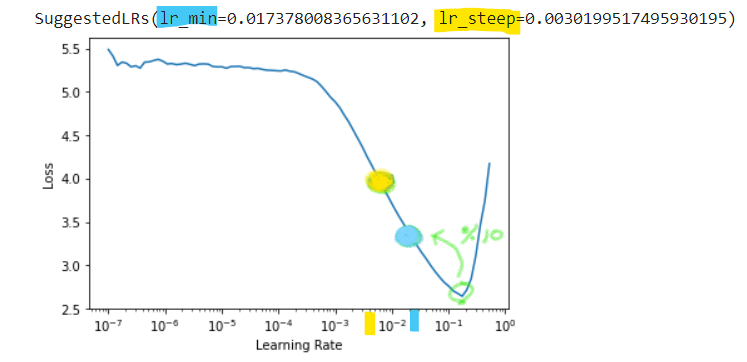 SuggestedLRs(lr_min=0.017378008365631102, lr_steep=0.0030199517495930195)
5.5
5.0
4.5
4.0
3.5
3.0
2.5
Loss
% 10
10⁻⁷ 10⁻⁶ 10⁻⁵ 10⁻⁴ 10⁻³ 10⁻² 10⁻¹ 10⁰
Learning Rate